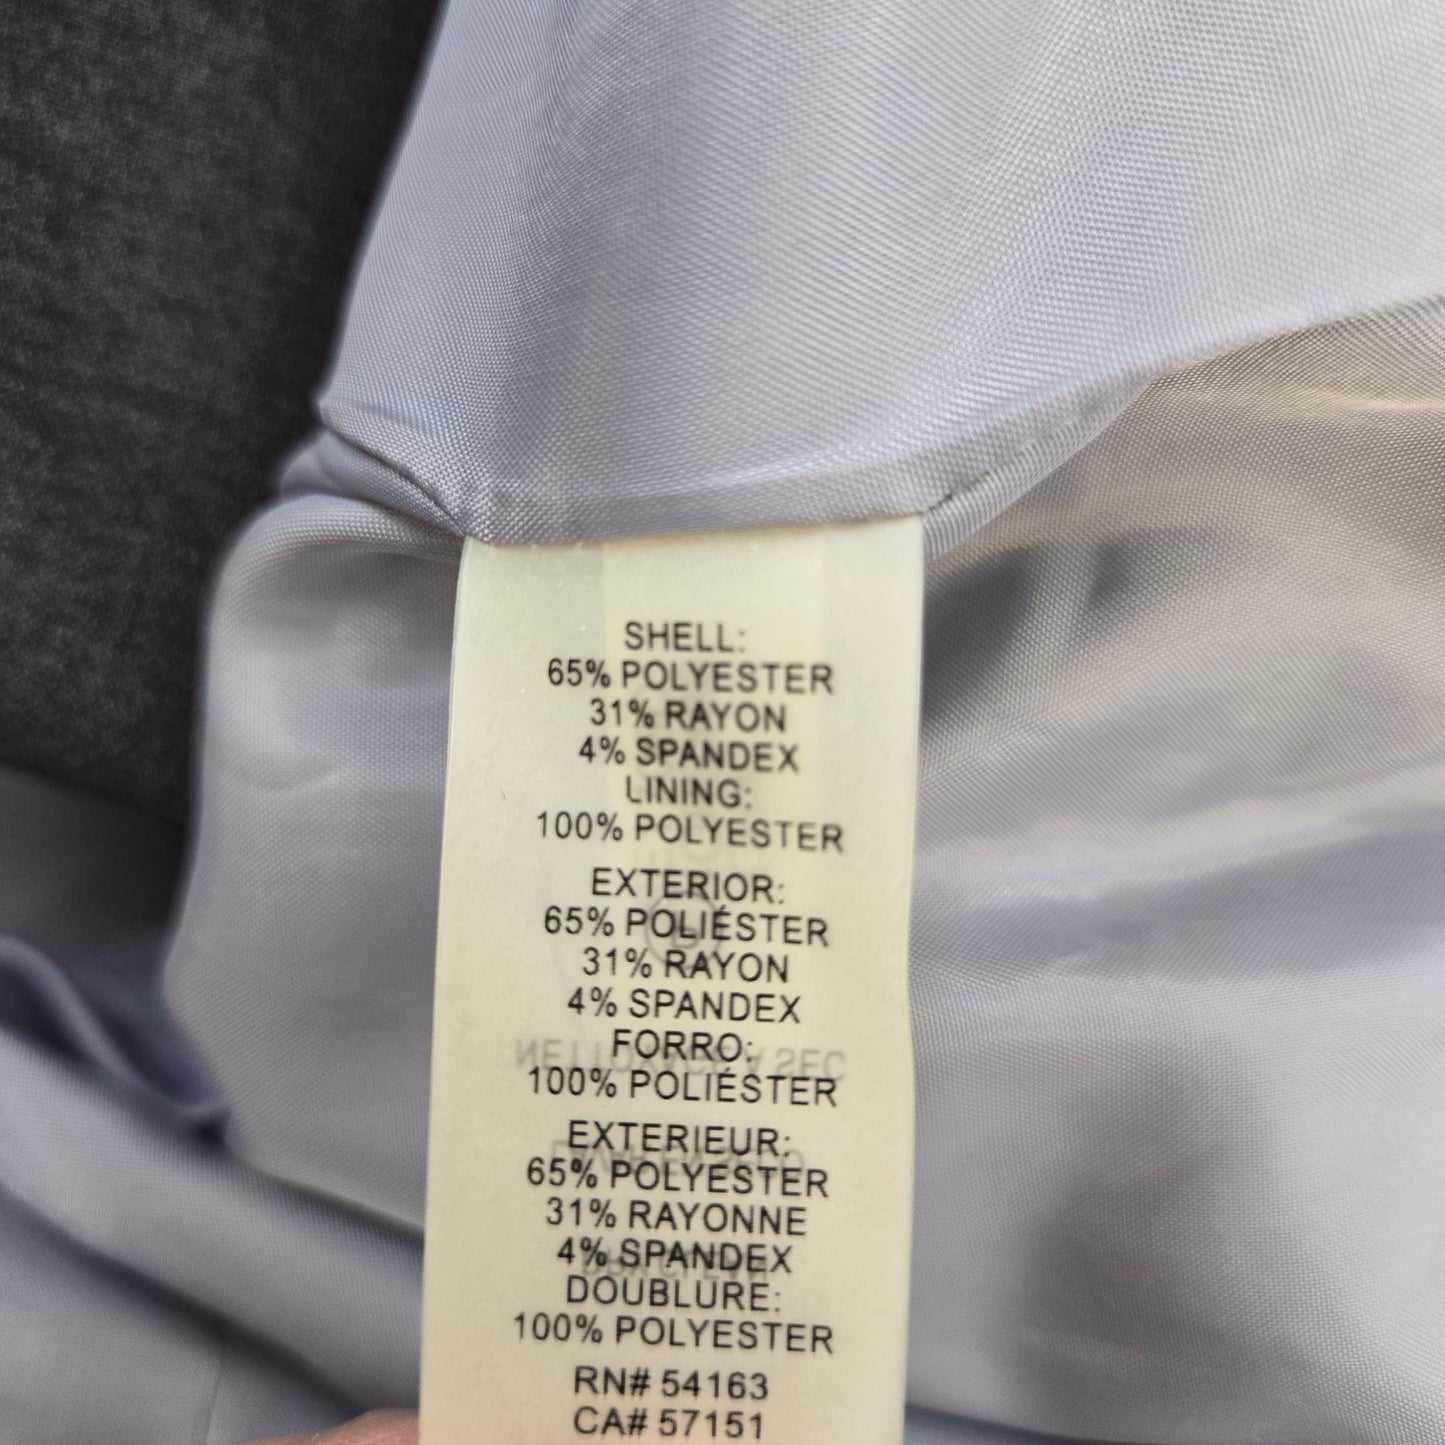 SHELL:
65% POLYESTER
31% RAYON
4% SPANDEX
LINING:
100% POLYESTER
EXTERIOR:
65% POLIÉSTER
31% RAYON
4% SPANDEX
FORRO:
100% POLIÉSTER
EXTERIEUR:
65% POLYESTER
31% RAYONNE
4% SPANDEX
DOUBLURE:
100% POLYESTER
RN# 54163
CA# 57151